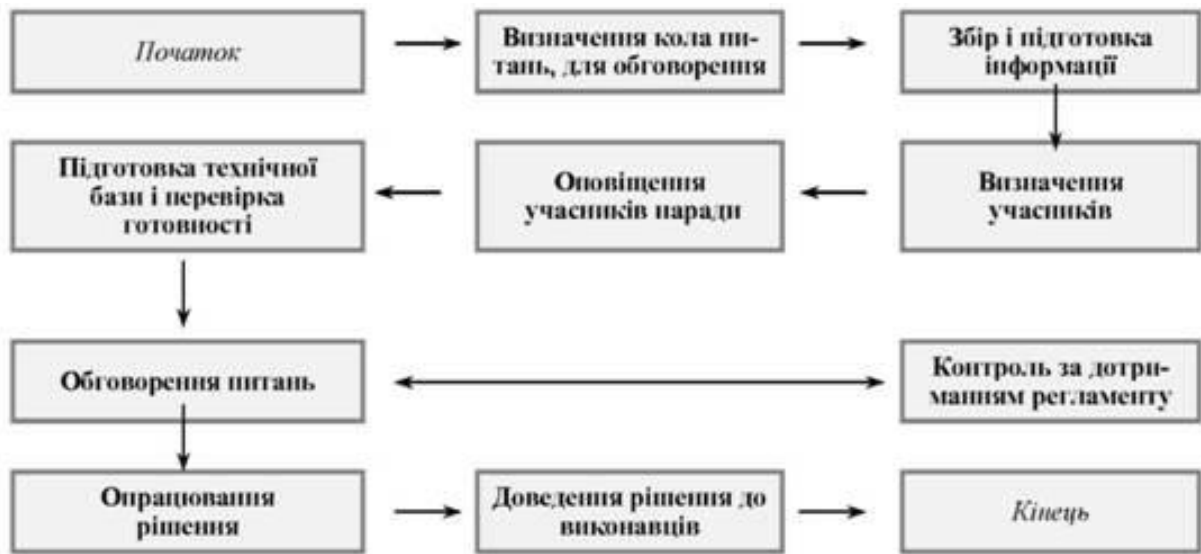 Початок
Визначення кола пи-
тань, для обговорення
Збір і підготовка
інформації
Підготовка технічної
бази і перевірка
готовності
Оповіщення
учасників наради
Визначення
учасників
Обговорення питань
Контроль за дотри-
манням регламенту
Опрацювання
рішення
Доведення рішення до
виконавців
Кінець